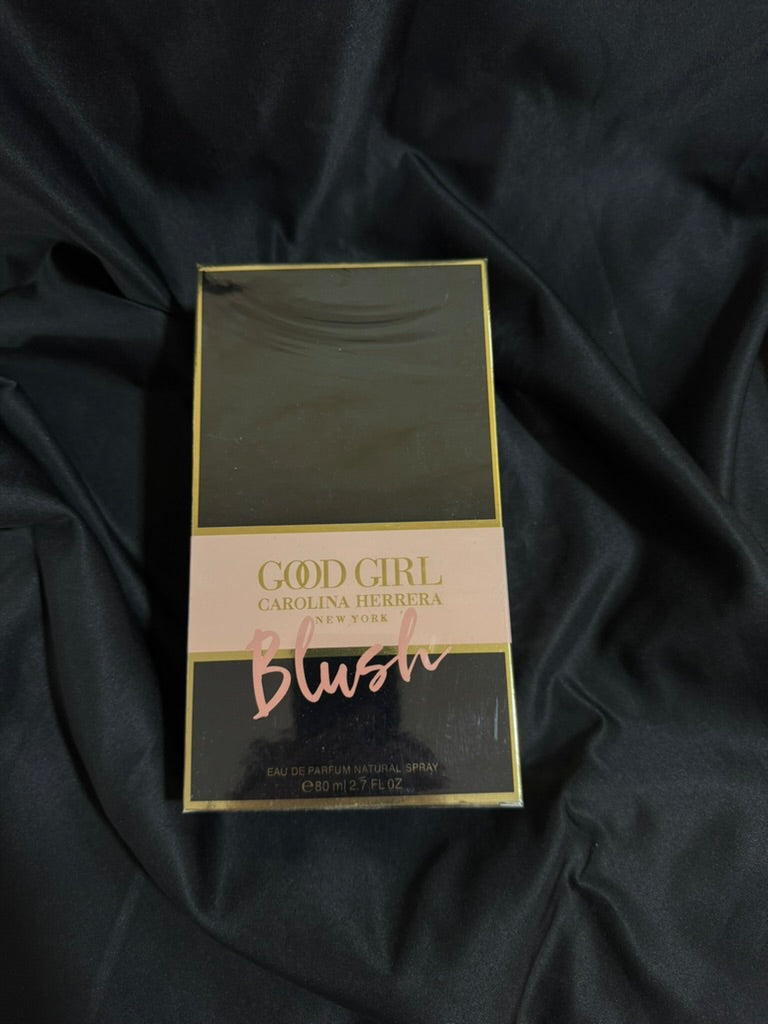 GOOD GIRL
CAROLINA HERRERA
NEW YORK
Blush
EAU DE PARFUM NATURAL SPRAY
℮80 ml 2.7 FL OZ